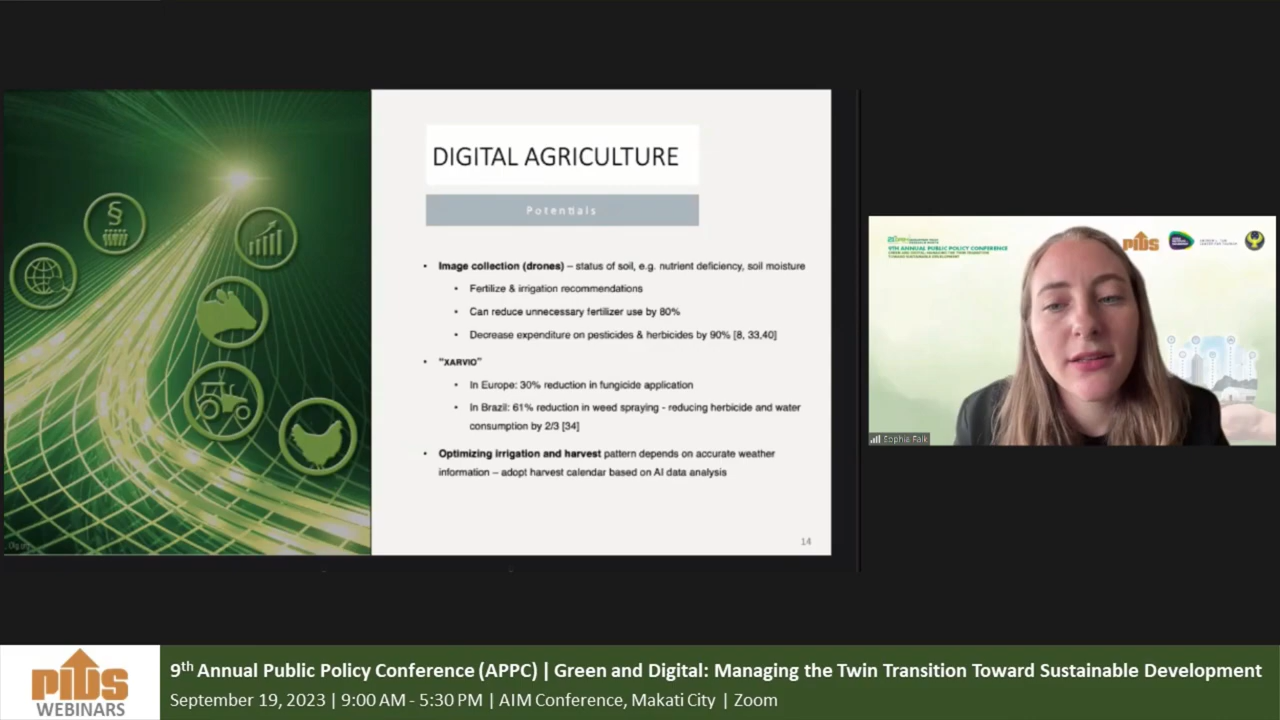 DIGITAL AGRICULTURE
Potentials
• Image collection (drones) – status of soil, e.g. nutrient deficiency, soil moisture
• Fertilize & irrigation recommendations
• Can reduce unnecessary fertilizer use by 80%
• Decrease expenditure on pesticides & herbicides by 90% [8, 33,40]
• "XARVIO"
• In Europe: 30% reduction in fungicide application
• In Brazil: 61% reduction in weed spraying - reducing herbicide and water
consumption by 2/3 [34]
• Optimizing irrigation and harvest pattern depends on accurate weather
information – adopt harvest calendar based on AI data analysis
14
9TH ANNUAL PUBLIC POLICY CONFERENCE
PIDS
Sophia Falk
PIDS
WEBINARS
9th Annual Public Policy Conference (APPC) | Green and Digital: Managing the Twin Transition Toward Sustainable Development
September 19, 2023 | 9:00 AM - 5:30 PM | AIM Conference, Makati City | Zoom